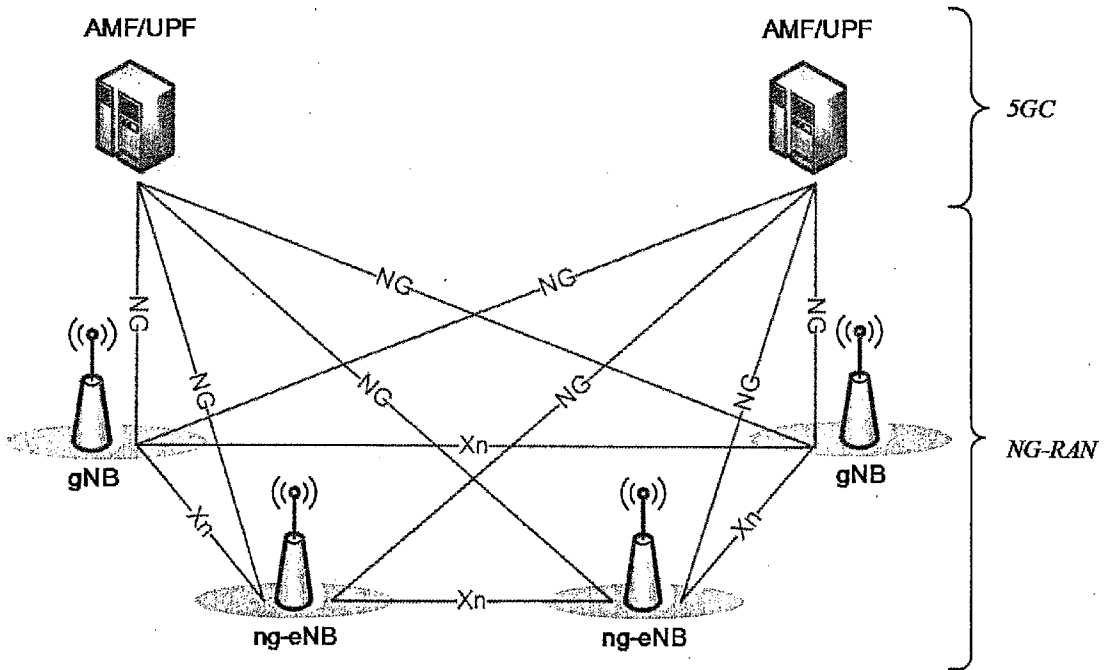 AMF/UPF
AMF/UPF
5GC
NG
NG
NG
NG
NG
NG
NG
NG
Xn
gNB
gNB
NG-RAN
Xn
Xn
Xn
ng-eNB
ng-eNB